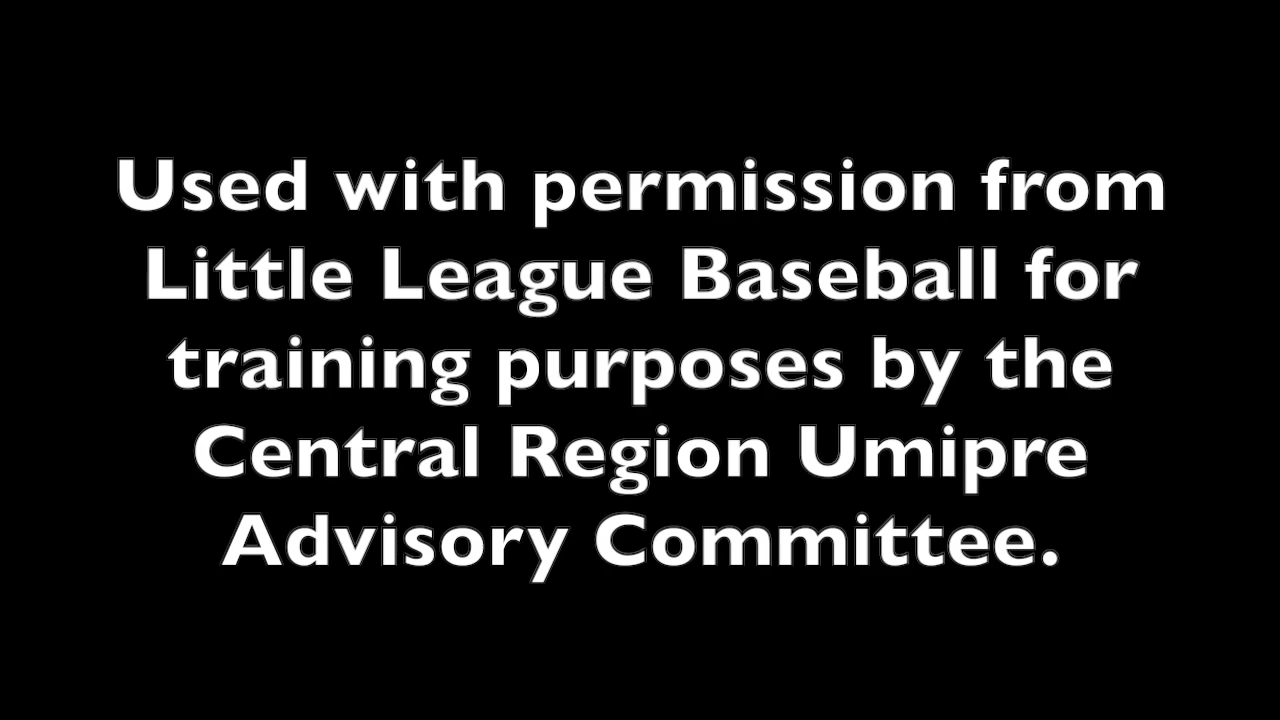 Used with permission from
Little League Baseball for
training purposes by the
Central Region Umipre
Advisory Committee.